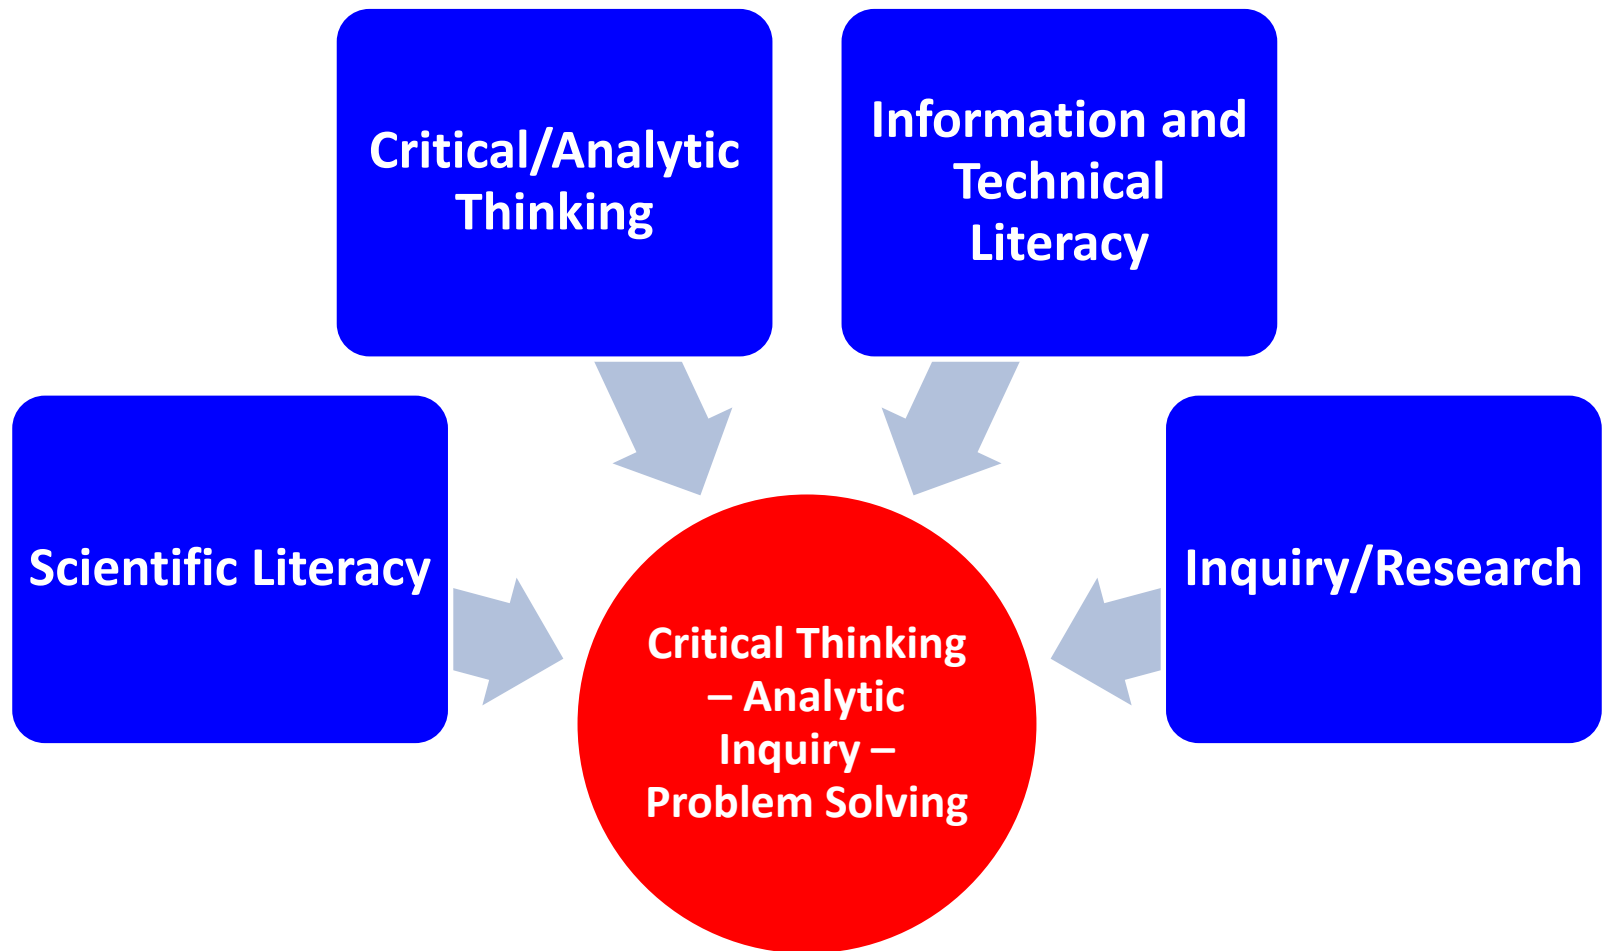 Critical/Analytic
Thinking
Information and
Technical
Literacy
Scientific Literacy
Inquiry/Research
Critical Thinking
– Analytic
Inquiry –
Problem Solving